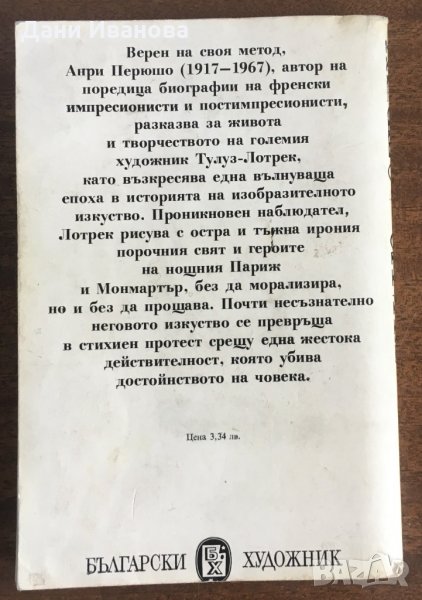 Дани Иванова
Верен на своя метод,
Анри Перюшо (1917—1967), автор на
поредица биографии на френски
импресионисти и постимпресионисти,
разказва за живота
и творчеството на големия
художник Тулуз-Лотрек,
като възкресява една вълнуваща
епоха в историята на изобразителното
изкуство. Проникновен наблюдател,
Лотрек рисува с остра и тъжна ирония
порочния свят и героите
на нощния Париж
и Монмартър, без да морализира,
но и без да прощава. Почти несъзнателно
неговото изкуство се превръща
в стихиен протест срещу една жестока
действителност, която убива
достойнството на човека.
Цена 3,34 лв.
БЪЛГАРСКИ БХ ХУДОЖНИК
BAZAR